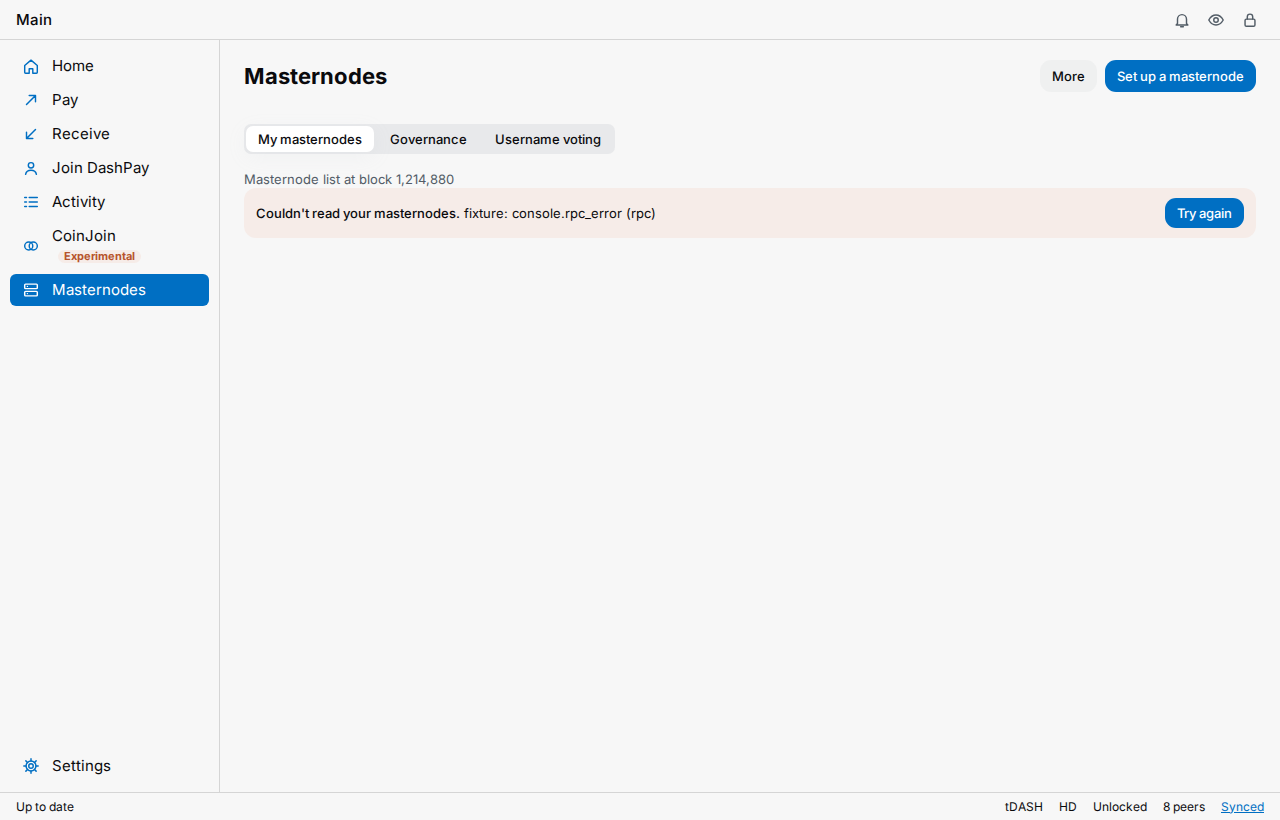 Main
Home
Pay
Receive
Join DashPay
Activity
CoinJoin
Experimental
Masternodes
Settings
Masternodes
More
Set up a masternode
My masternodes
Governance
Username voting
Masternode list at block 1,214,880
Couldn't read your masternodes. fixture: console.rpc_error (rpc)
Try again
Up to date
tDASH
HD
Unlocked
8 peers
Synced